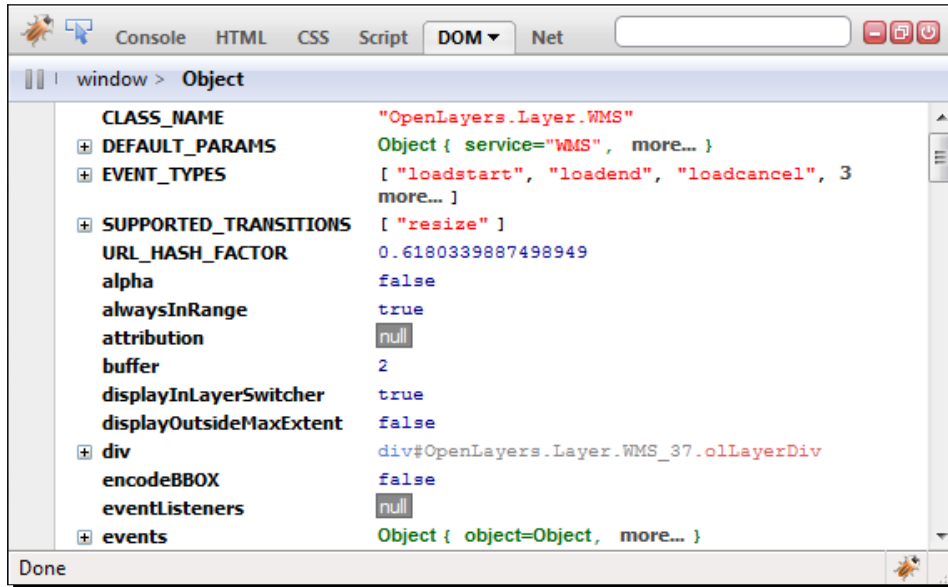 Console HTML CSS Script DOM Net
window > Object
CLASS_NAME "OpenLayers.Layer.WMS"
DEFAULT_PARAMS Object { service="WMS", more... }
EVENT_TYPES [ "loadstart", "loadend", "loadcancel", 3
more... ]
SUPPORTED_TRANSITIONS [ "resize" ]
URL_HASH_FACTOR 0.6180339887498949
alpha false
alwaysInRange true
attribution null
buffer 2
displayInLayerSwitcher true
displayOutsideMaxExtent false
div div#OpenLayers.Layer.WMS_37.olLayerDiv
encodeBBOX false
eventListeners null
events Object { object=Object, more... }
Done